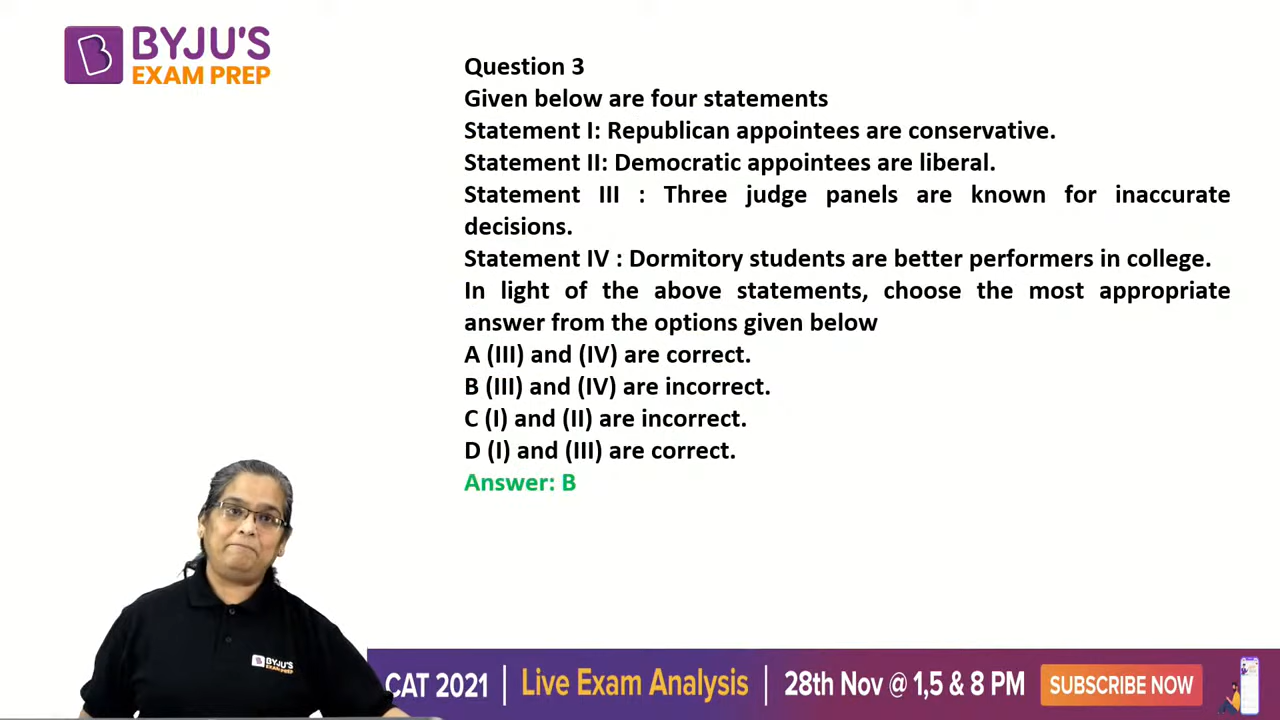 BYJU'S
EXAM PREP
Question 3
Given below are four statements
Statement I: Republican appointees are conservative.
Statement II: Democratic appointees are liberal.
Statement III : Three judge panels are known for inaccurate
decisions.
Statement IV : Dormitory students are better performers in college.
In light of the above statements, choose the most appropriate
answer from the options given below
A (III) and (IV) are correct.
B (III) and (IV) are incorrect.
C (I) and (II) are incorrect.
D (I) and (III) are correct.
Answer: B
BYJU'S
EXAM PREP
CAT 2021 | Live Exam Analysis | 28th Nov @ 1,5 & 8 PM SUBSCRIBE NOW